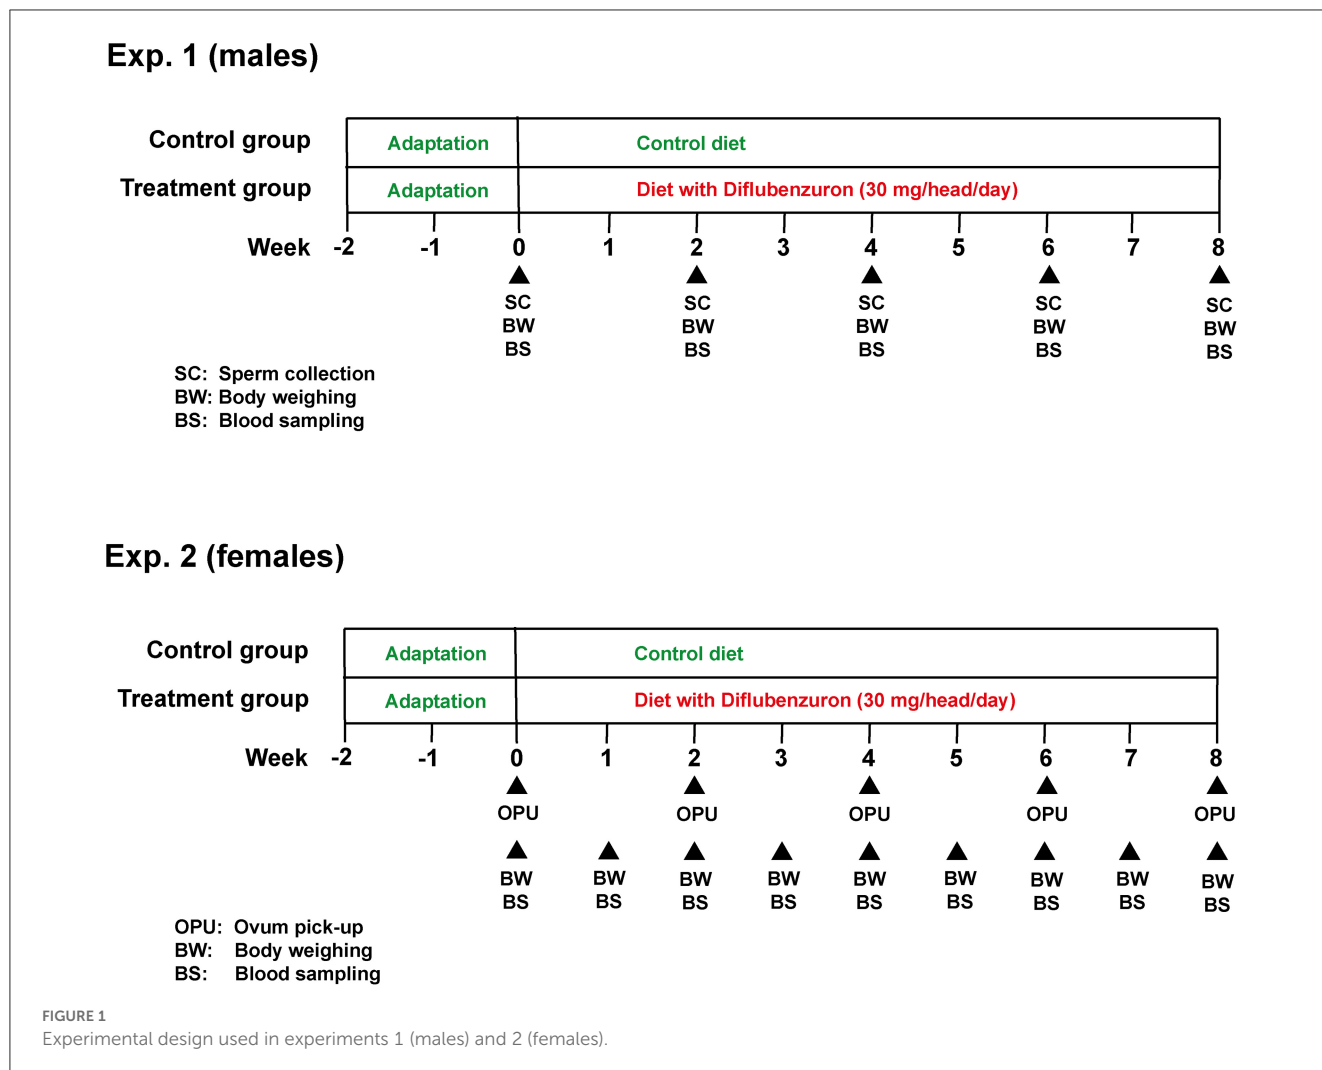 Exp. 1 (males)
Control group Adaptation Control diet
Treatment group Adaptation Diet with Diflubenzuron (30 mg/head/day)
Week -2 -1 0 1 2 3 4 5 6 7 8
SC SC SC SC SC
BW BW BW BW BW
BS BS BS BS BS
SC: Sperm collection
BW: Body weighing
BS: Blood sampling
Exp. 2 (females)
Control group Adaptation Control diet
Treatment group Adaptation Diet with Diflubenzuron (30 mg/head/day)
Week -2 -1 0 1 2 3 4 5 6 7 8
OPU OPU OPU OPU OPU
BW BW BW BW BW BW BW BW BW
BS BS BS BS BS BS BS BS BS
OPU: Ovum pick-up
BW: Body weighing
BS: Blood sampling
FIGURE 1
Experimental design used in experiments 1 (males) and 2 (females).